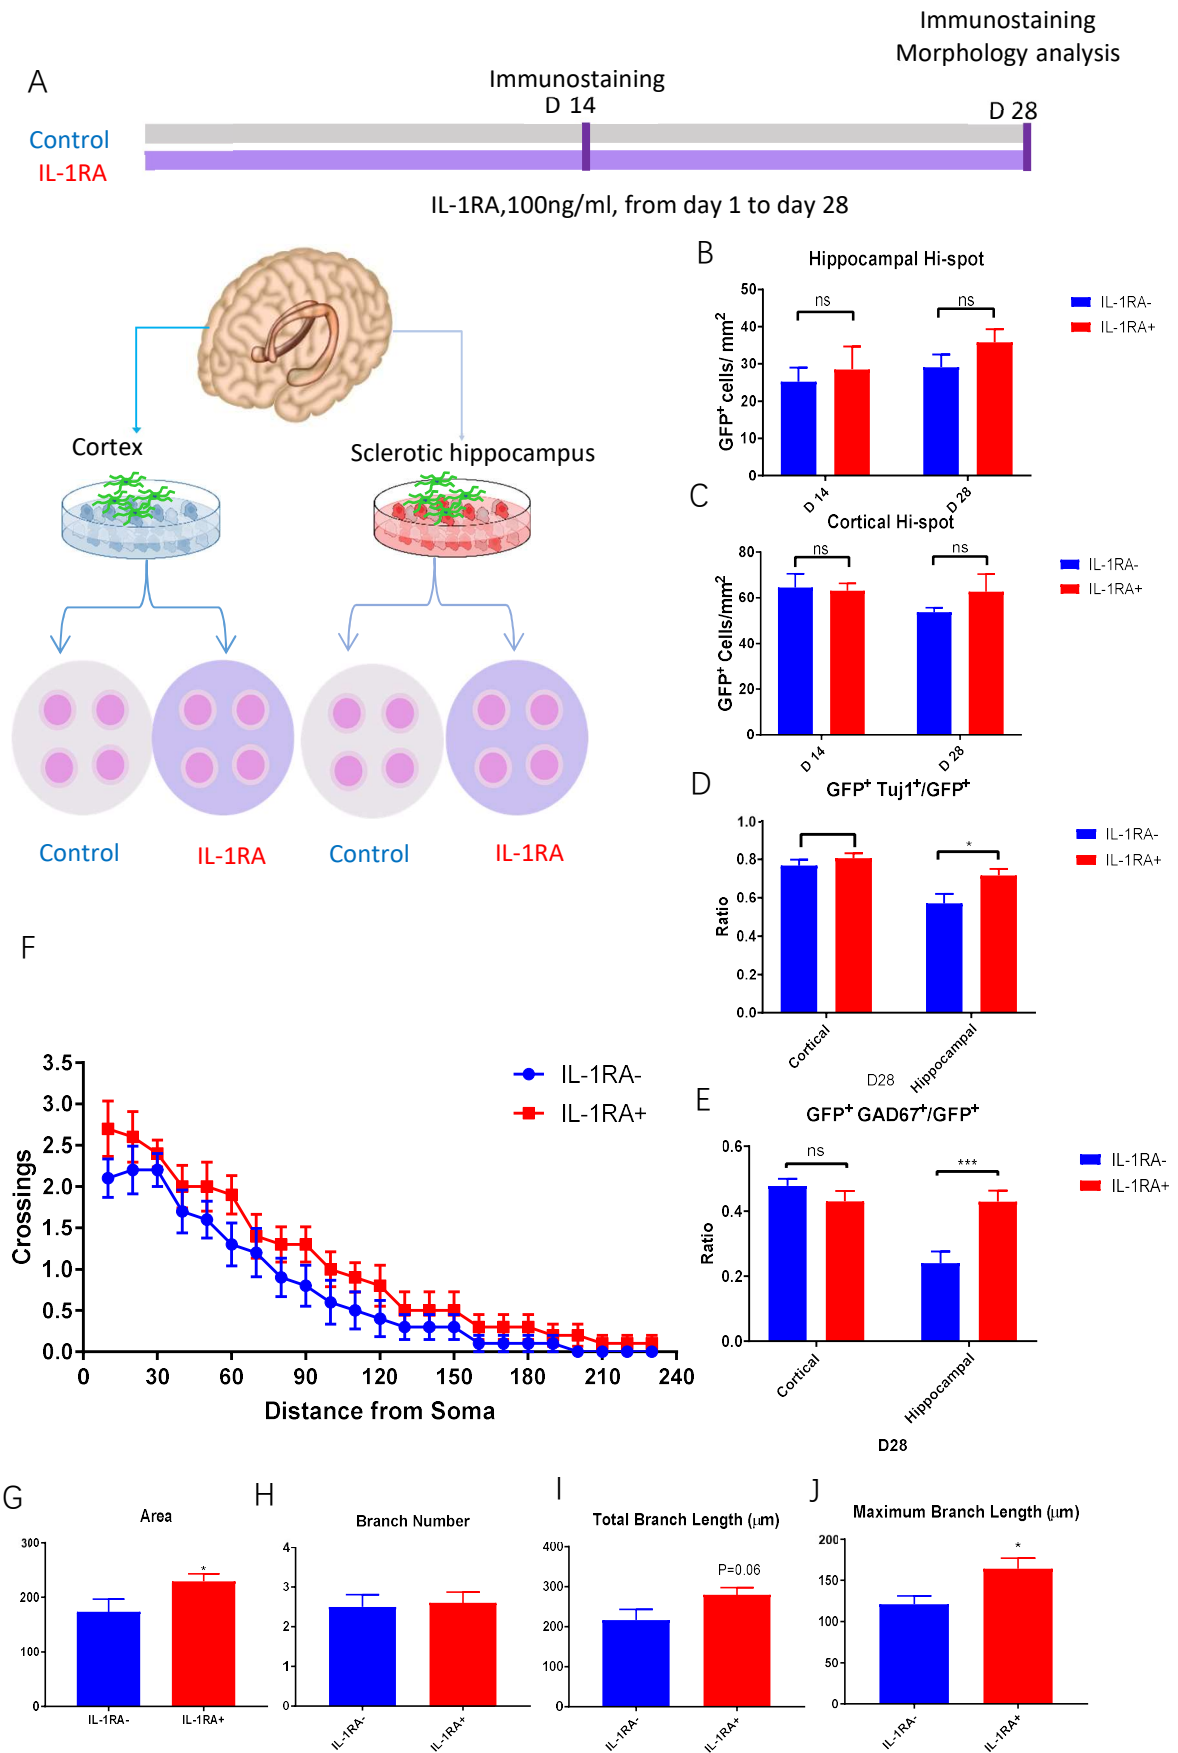 Immunostaining
Morphology analysis
A
Immunostaining
D 14
D 28
Control
IL-1RA
IL-1RA,100ng/ml, from day 1 to day 28
Cortex
Sclerotic hippocampus
Control
IL-1RA
Control
IL-1RA
B
Hippocampal Hi-spot
GFP⁺ cells/ mm²
50
40
30
20
10
0
ns
ns
D 14
D 28
IL-1RA-
IL-1RA+
C
Cortical Hi-spot
GFP⁺ Cells/mm²
80
60
40
20
0
ns
ns
D 14
D 28
IL-1RA-
IL-1RA+
D
GFP⁺ Tuj1⁺/GFP⁺
Ratio
1.0
0.8
0.6
0.4
0.2
0.0
*
Cortical
Hippocampal
D28
IL-1RA-
IL-1RA+
E
GFP⁺ GAD67⁺/GFP⁺
Ratio
0.6
0.4
0.2
0.0
ns
***
Cortical
Hippocampal
D28
IL-1RA-
IL-1RA+
F
Crossings
3.5
3.0
2.5
2.0
1.5
1.0
0.5
0.0
0 30 60 90 120 150 180 210 240
Distance from Soma
IL-1RA-
IL-1RA+
G
Area
300
200
100
0
*
IL-1RA-
IL-1RA+
H
Branch Number
4
3
2
1
0
IL-1RA-
IL-1RA+
I
Total Branch Length (μm)
400
300
200
100
0
P=0.06
IL-1RA-
IL-1RA+
J
Maximum Branch Length (μm)
200
150
100
50
0
*
IL-1RA-
IL-1RA+